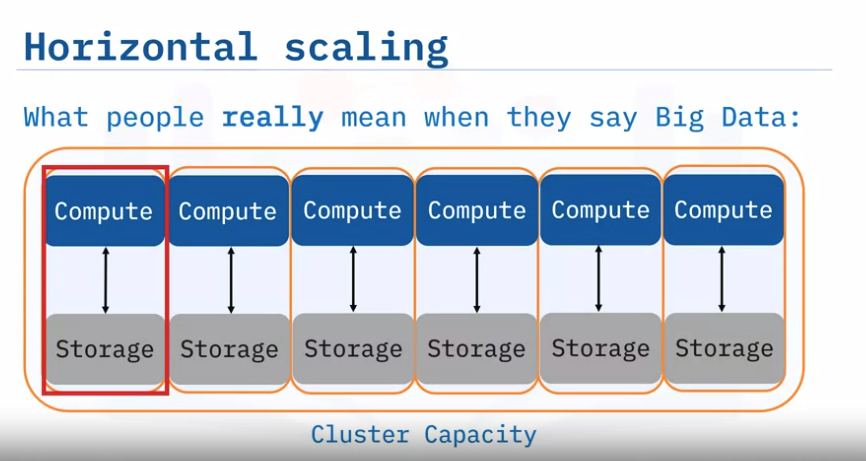 Horizontal scaling
What people really mean when they say Big Data:
Compute Compute Compute Compute Compute Compute
Storage Storage Storage Storage Storage Storage
Cluster Capacity